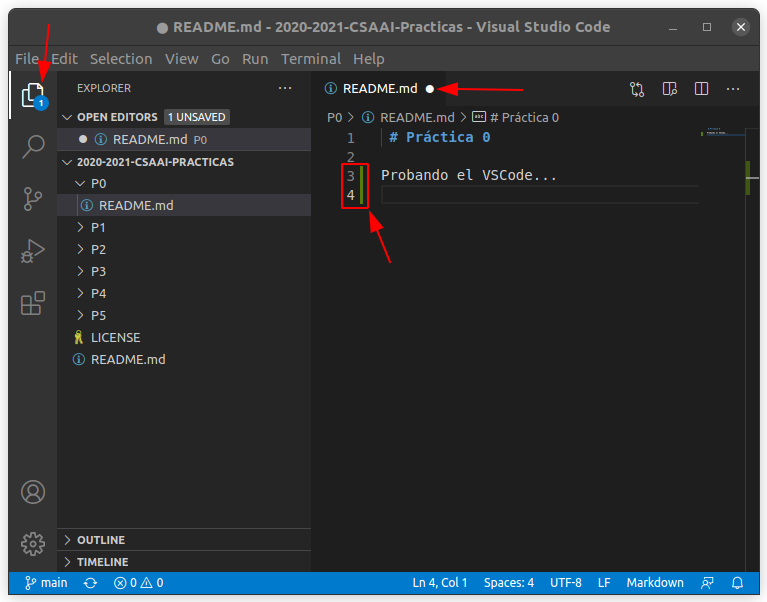 ● README.md - 2020-2021-CSAAI-Practicas - Visual Studio Code
File Edit Selection View Go Run Terminal Help
1
EXPLORER
OPEN EDITORS 1 UNSAVED
README.md P0
2020-2021-CSAAI-PRACTICAS
P0
README.md
P1
P2
P3
P4
P5
LICENSE
README.md
OUTLINE
TIMELINE
README.md ●
P0 > README.md > # Práctica 0
1 # Práctica 0
2
3 Probando el VSCode...
4
main 0 0 Ln 4, Col 1 Spaces: 4 UTF-8 LF Markdown